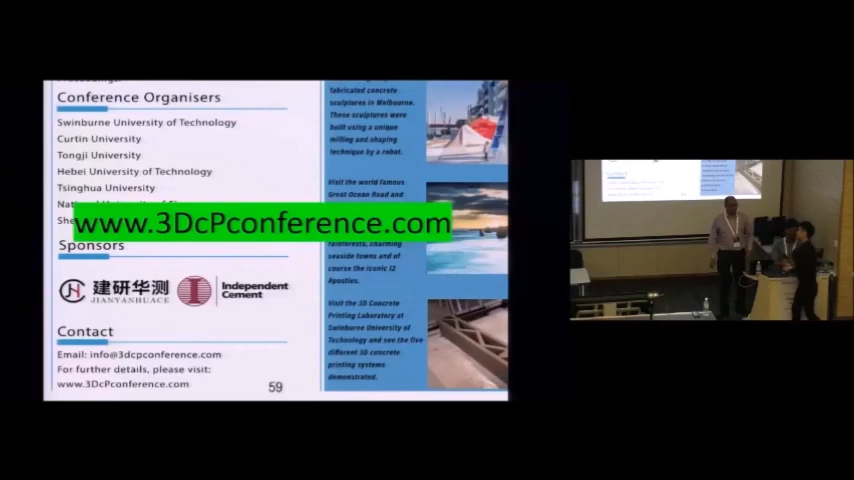 Conference Organisers
Swinburne University of Technology
Curtin University
Tongji University
Hebei University of Technology
Tsinghua University
www.3DcPconference.com
Sponsors
建研华测
JIANYANHUACE
Independent
Cement
Contact
Email: info@3dcpconference.com
For further details, please visit:
www.3DcPconference.com
59
fabricated concrete
sculptures in Melbourne.
These sculptures were
built using a unique
milling and shaping
technique by a robot.
Visit the world famous
Great Ocean Road and
rainforests, charming
seaside towns and of
course the iconic 12
Apostles.
Visit the 3D Concrete
Printing Laboratory at
Swinburne University of
Technology and see the five
different 3D concrete
printing systems
demonstrated.